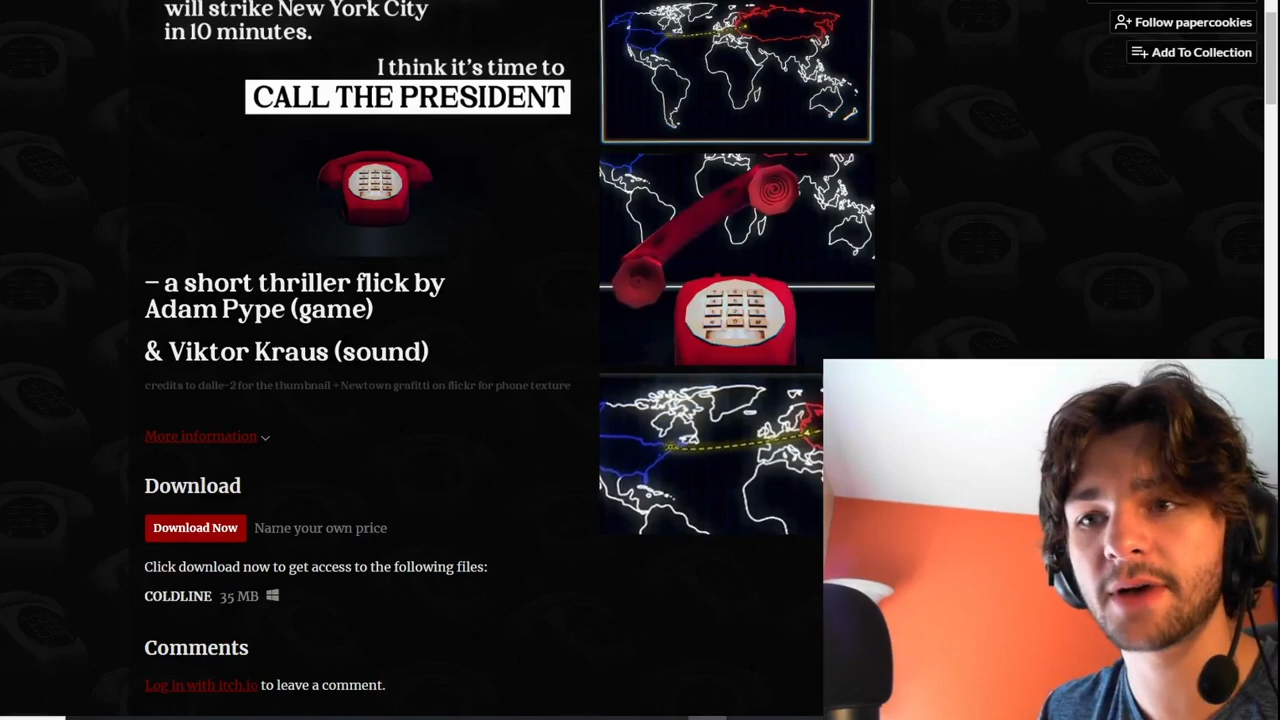 will strike New York City
in 10 minutes.
I think it's time to
CALL THE PRESIDENT
– a short thriller flick by
Adam Pype (game)
& Viktor Kraus (sound)
credits to dalle-2 for the thumbnail + Newtown grafitti on flickr for phone texture
More information
Download
Download Now Name your own price
Click download now to get access to the following files:
COLDLINE 35 MB
Comments
Log in with itch.io to leave a comment.
Follow papercookies
Add To Collection